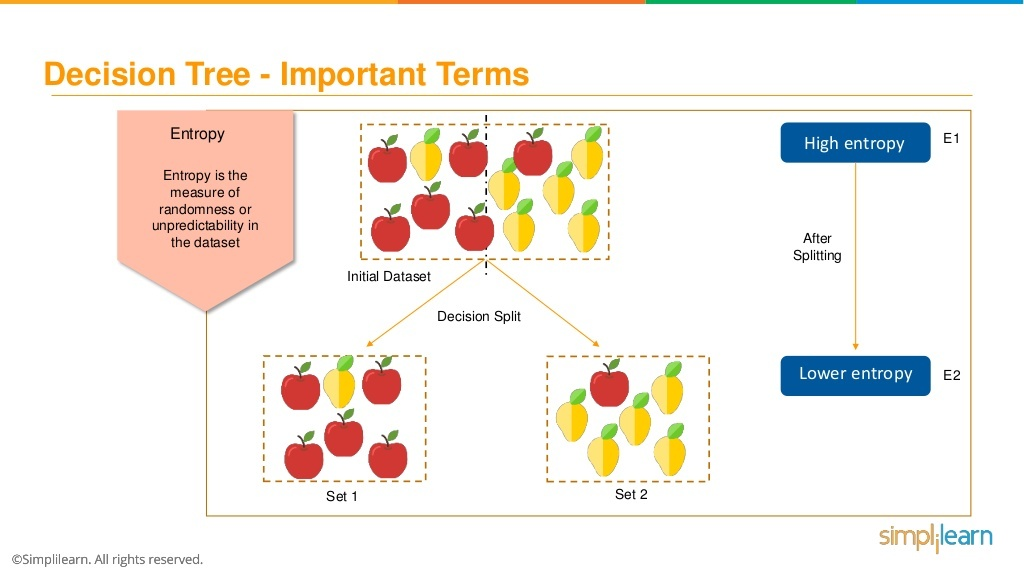 Decision Tree - Important Terms
Entropy
Entropy is the
measure of
randomness or
unpredictability in
the dataset
Initial Dataset
Decision Split
Set 1
Set 2
High entropy
E1
After
Splitting
Lower entropy
E2
simplilearn
©Simplilearn. All rights reserved.